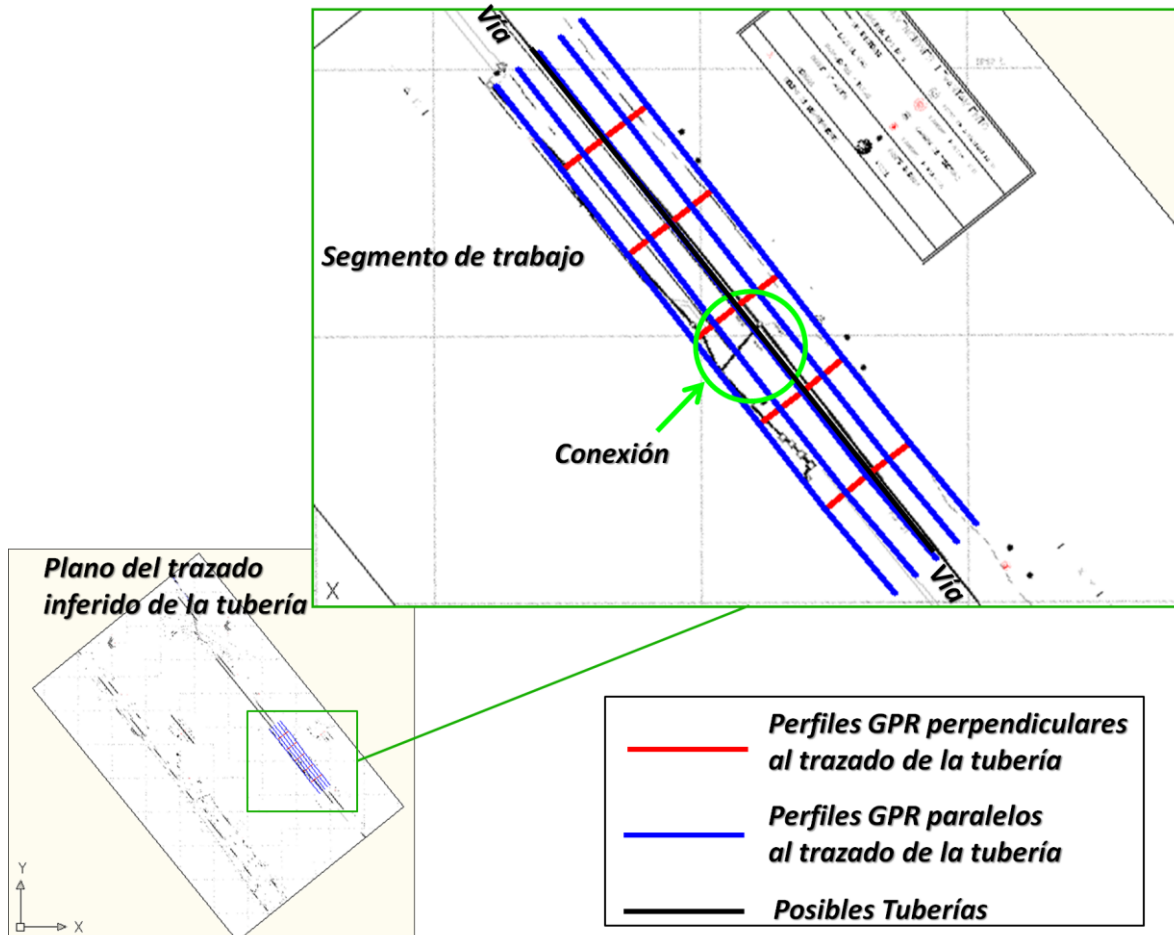 Vía
Segmento de trabajo
Conexión
Vía
X
Plano del trazado
inferido de la tubería
Y
X
Perfiles GPR perpendiculares
al trazado de la tubería
Perfiles GPR paralelos
al trazado de la tubería
Posibles Tuberías